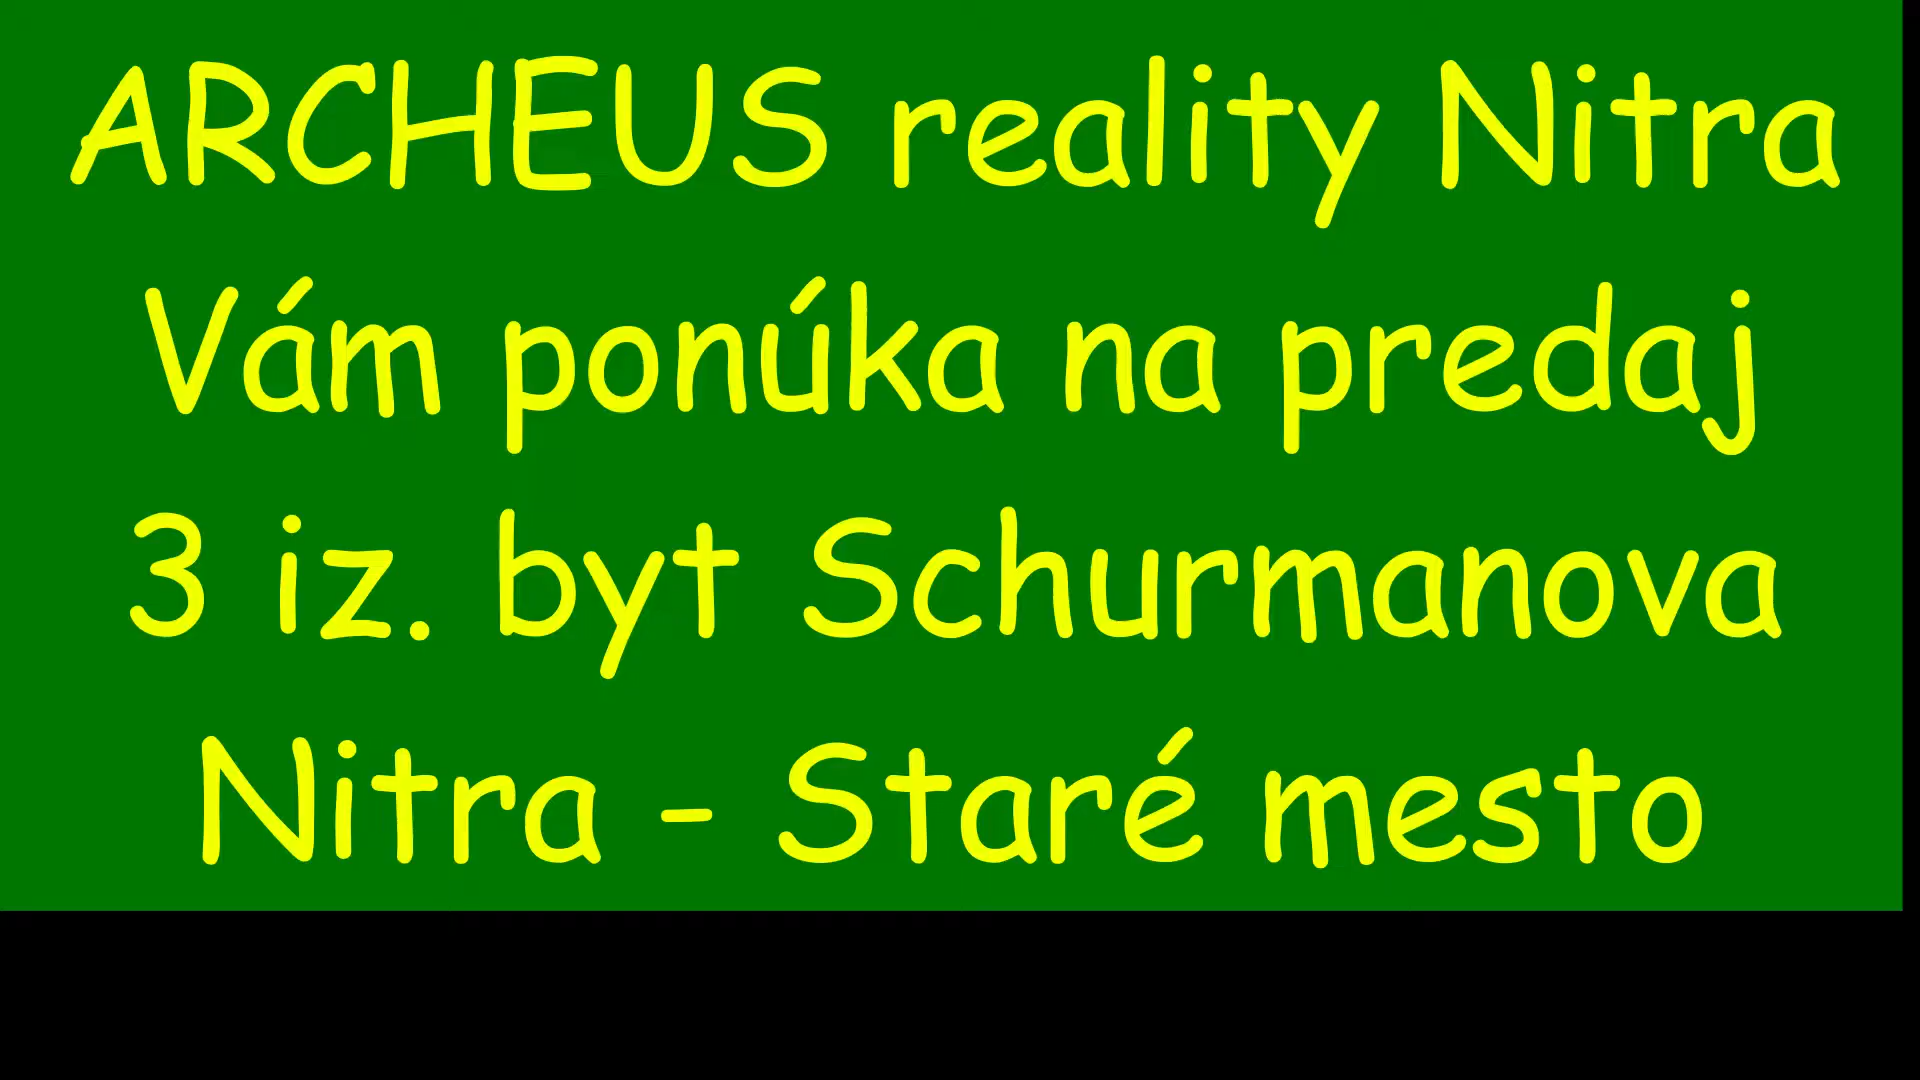 ARCHEUS reality Nitra
Vám ponúka na predaj
3 iz. byt Schurmanova
Nitra - Staré mesto